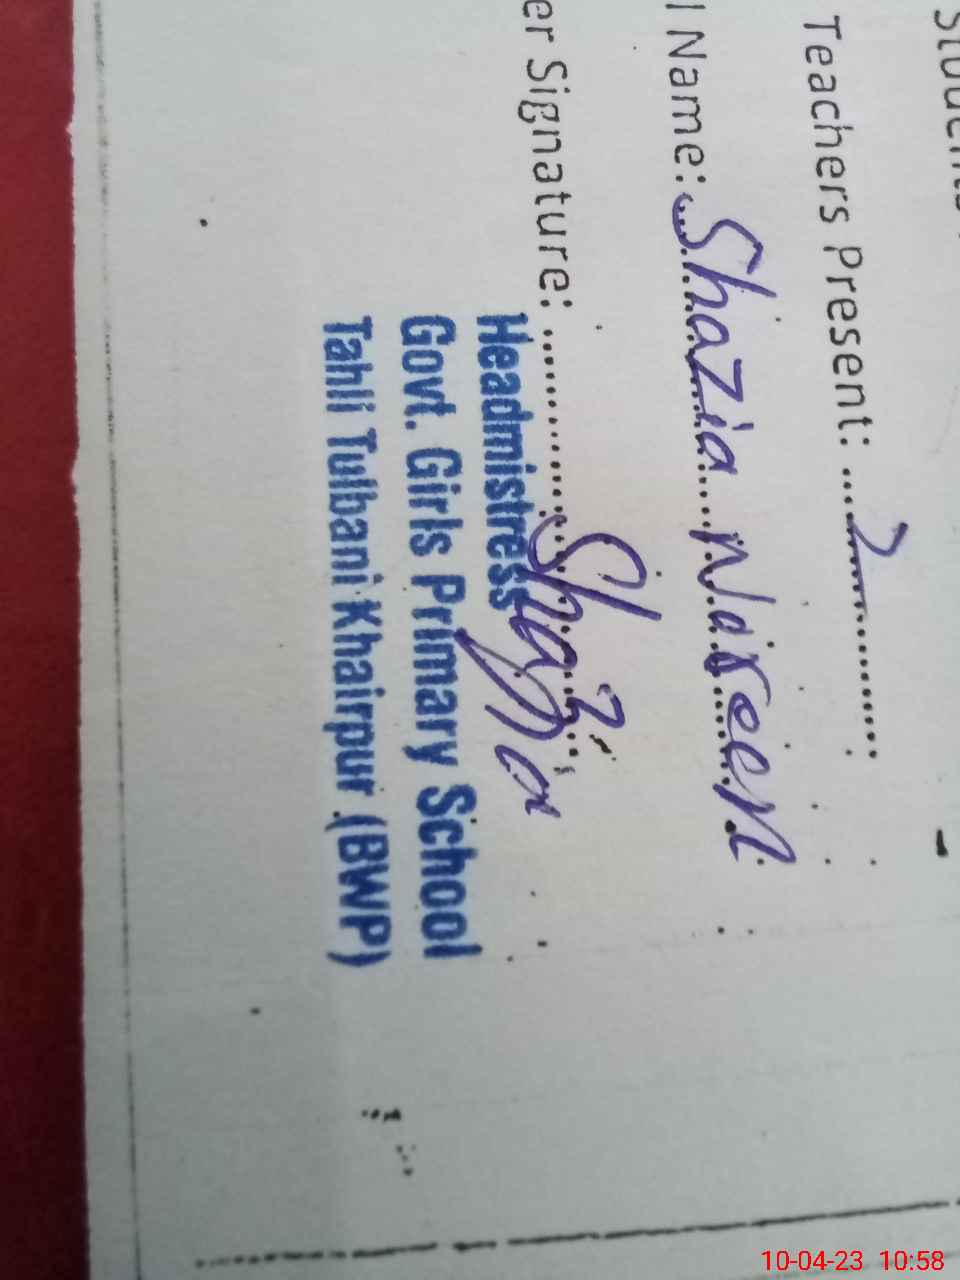 Teachers Present: 2
l Name: Shazia Nareen
er Signature: Shazia
Headmistress
Govt. Girls Primary School
Tahli Tulbani Khairpur (BWP)
10-04-23 10:58